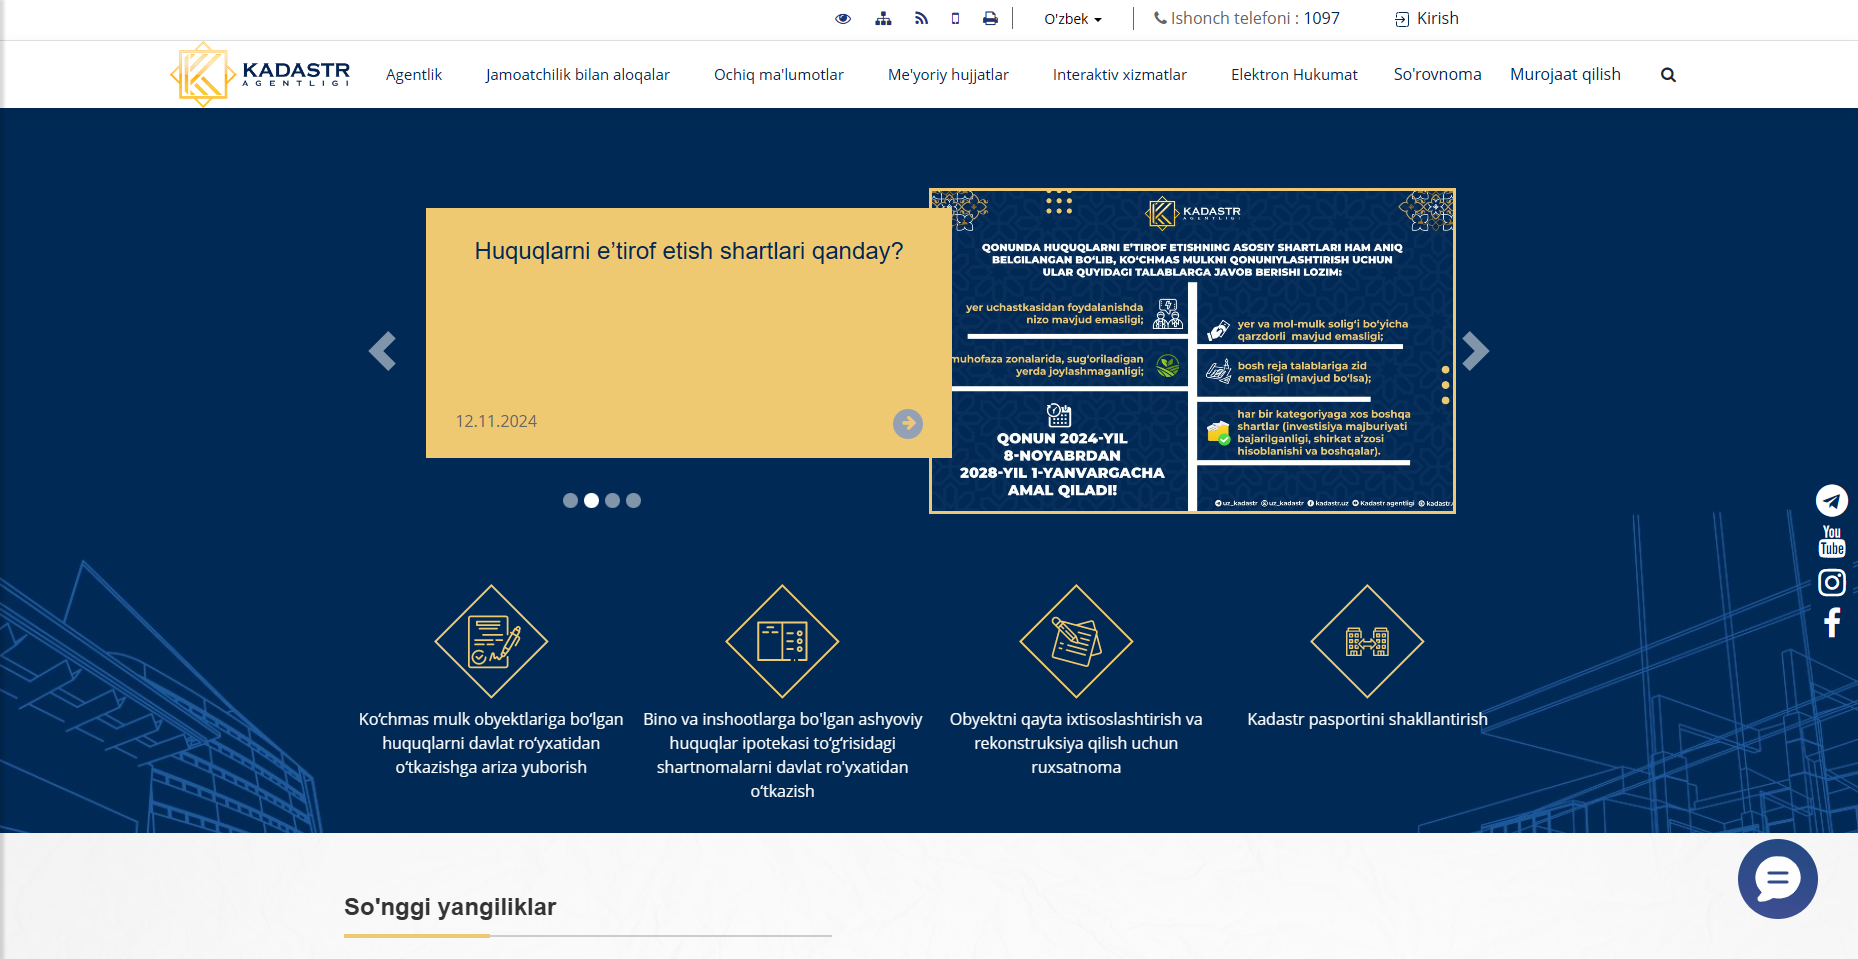 O'zbek
Ishonch telefoni : 1097
Kirish
KADASTR
AGENTLIGI
Agentlik
Jamoatchilik bilan aloqalar
Ochiq ma'lumotlar
Me'yoriy hujjatlar
Interaktiv xizmatlar
Elektron Hukumat
So'rovnoma
Murojaat qilish
Huquqlarni e’tirof etish shartlari qanday?
12.11.2024
KADASTR
AGENTLIGI
QONUNDA HUQUQLARNI E’TIROF ETISHNING ASOSIY SHARTLARI HAM ANIQ
BELGILANGAN BO‘LIB, KO‘CHMAS MULKNI QONUNIYLASHTIRISH UCHUN
ULAR QUYIDAGI TALABLARGA JAVOB BERISHI LOZIM:
yer uchastkasidan foydalanishda
nizo mavjud emasligi;
muhofaza zonalarida, sug‘oriladigan
yerda joylashmaganligi;
QONUN 2024-YIL
8-NOYABRDAN
2028-YIL 1-YANVARGACHA
AMAL QILADI!
yer va mol-mulk solig‘i bo‘yicha
qarzdorli mavjud emasligi;
bosh reja talablariga zid
emasligi (mavjud bo‘lsa);
har bir kategoriyaga xos boshqa
shartlar (investisiya majburiyati
bajarilganligi, shirkat a’zosi
hisoblanishi va boshqalar).
uz_kadastr uz_kadastr kadastr.uz Kadastr agentligi kadastr.
You
Tube
Ko‘chmas mulk obyektlariga bo‘lgan
huquqlarni davlat ro‘yxatidan
o‘tkazishga ariza yuborish
Bino va inshootlarga bo'lgan ashyoviy
huquqlar ipotekasi to‘g‘risidagi
shartnomalarni davlat ro'yxatidan
o‘tkazish
Obyektni qayta ixtisoslashtirish va
rekonstruksiya qilish uchun
ruxsatnoma
Kadastr pasportini shakllantirish
So'nggi yangiliklar